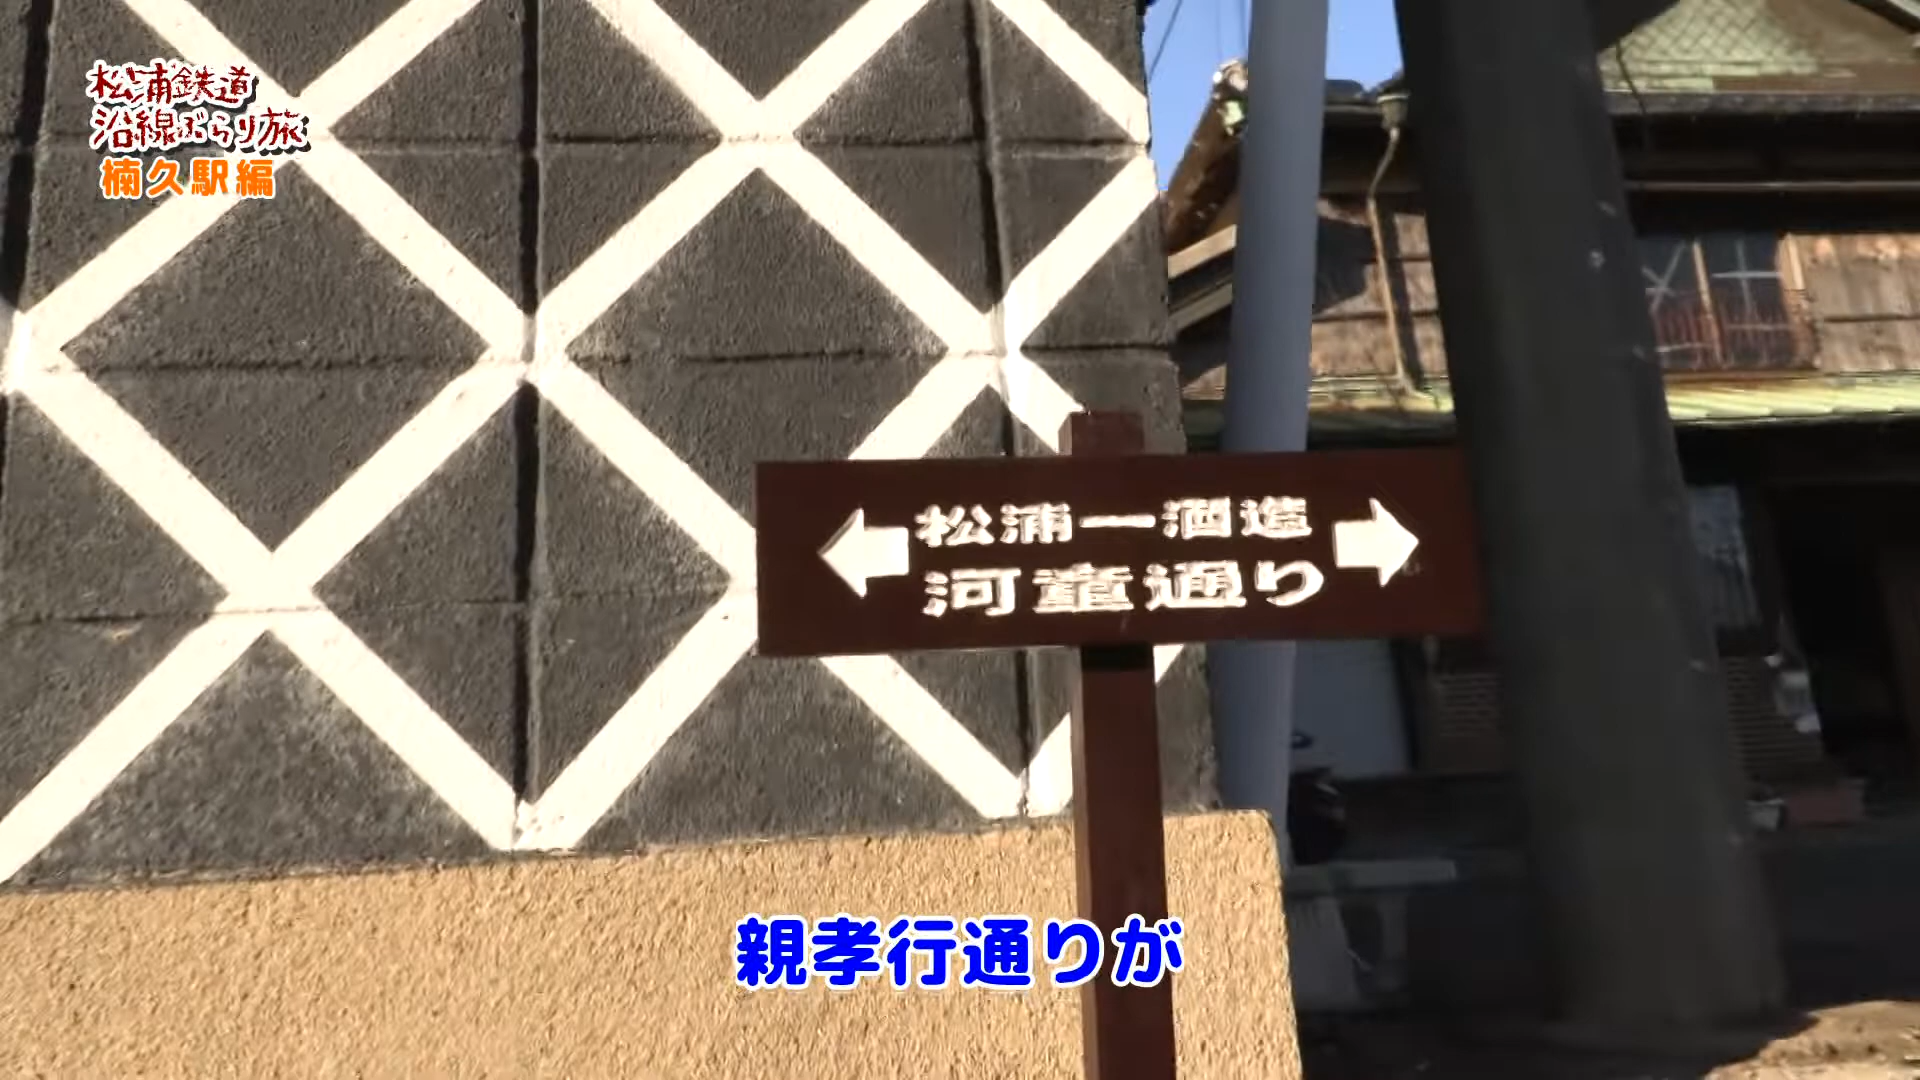 松浦鉄道
沿線ぶらり旅
楠久駅編
松浦一酒造
河童通り
親孝行通りが